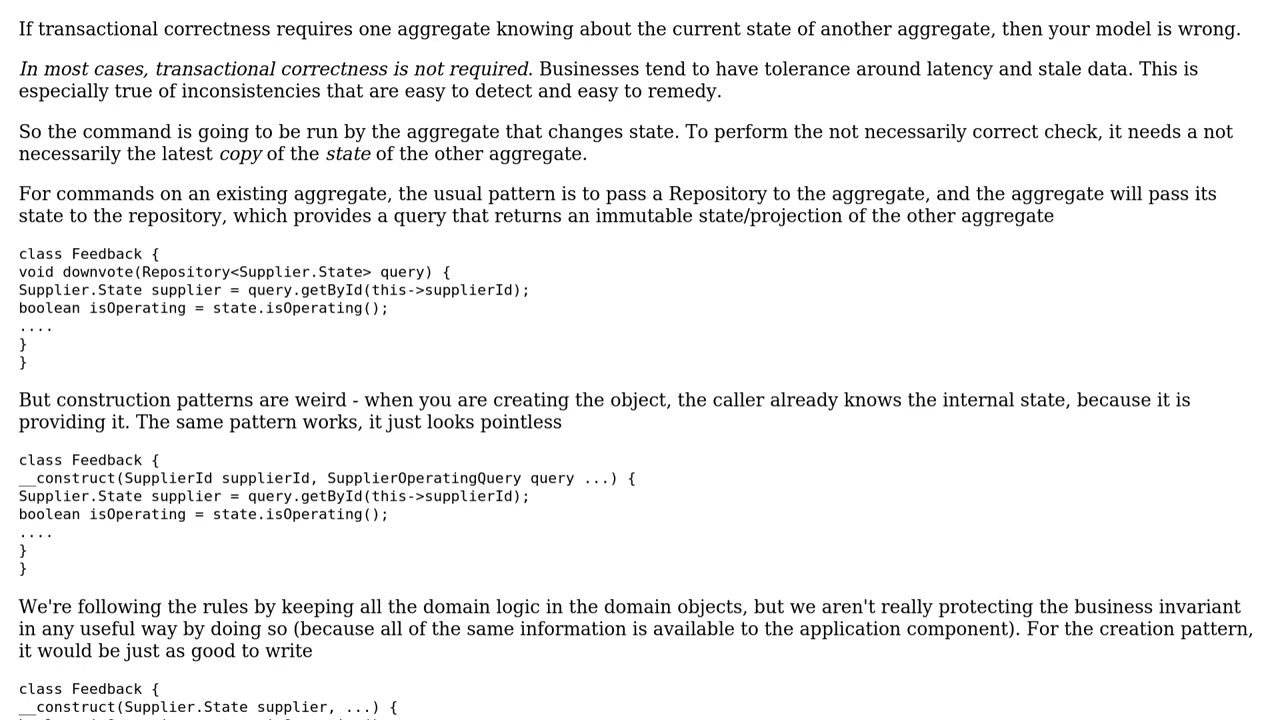 If transactional correctness requires one aggregate knowing about the current state of another aggregate, then your model is wrong.
In most cases, transactional correctness is not required. Businesses tend to have tolerance around latency and stale data. This is
especially true of inconsistencies that are easy to detect and easy to remedy.
So the command is going to be run by the aggregate that changes state. To perform the not necessarily correct check, it needs a not
necessarily the latest copy of the state of the other aggregate.
For commands on an existing aggregate, the usual pattern is to pass a Repository to the aggregate, and the aggregate will pass its
state to the repository, which provides a query that returns an immutable state/projection of the other aggregate
class Feedback {
void downvote(Repository<Supplier.State> query) {
Supplier.State supplier = query.getById(this->supplierId);
boolean isOperating = state.isOperating();
....
}
}
But construction patterns are weird - when you are creating the object, the caller already knows the internal state, because it is
providing it. The same pattern works, it just looks pointless
class Feedback {
__construct(SupplierId supplierId, SupplierOperatingQuery query ...) {
Supplier.State supplier = query.getById(this->supplierId);
boolean isOperating = state.isOperating();
....
}
}
We're following the rules by keeping all the domain logic in the domain objects, but we aren't really protecting the business invariant
in any useful way by doing so (because all of the same information is available to the application component). For the creation pattern,
it would be just as good to write
class Feedback {
__construct(Supplier.State supplier, ...) {